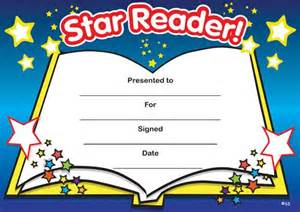 Star Reader!
Presented to
For
Signed
Date